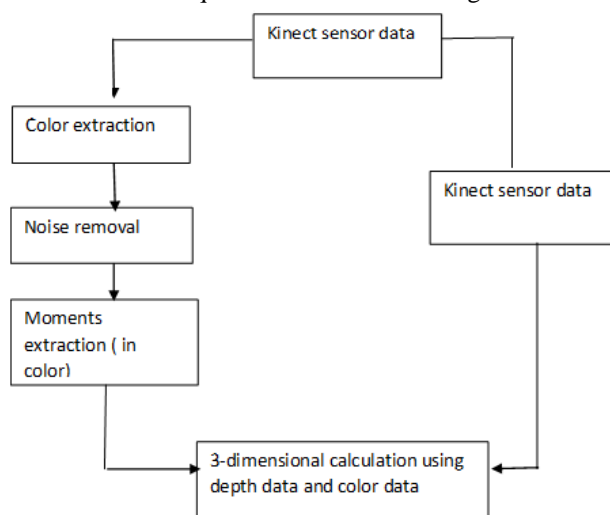 Kinect sensor data
Color extraction
Kinect sensor data
Noise removal
Moments
extraction ( in
color)
3-dimensional calculation using
depth data and color data